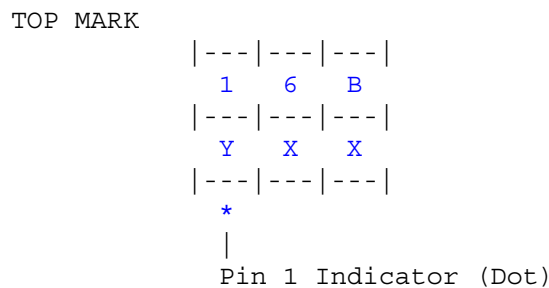 TOP MARK
|---|---|---|
1 6 B
|---|---|---|
Y X X
|---|---|---|
*
|
Pin 1 Indicator (Dot)